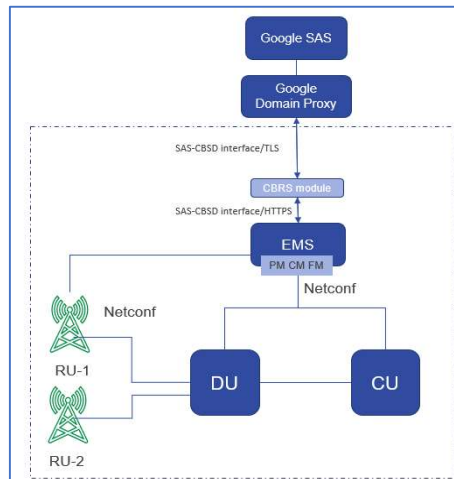 Google SAS
Google
Domain Proxy
SAS-CBSD interface/TLS
CBRS module
SAS-CBSD interface/HTTPS
EMS
PM CM FM
Netconf
Netconf
RU-1
DU
CU
RU-2